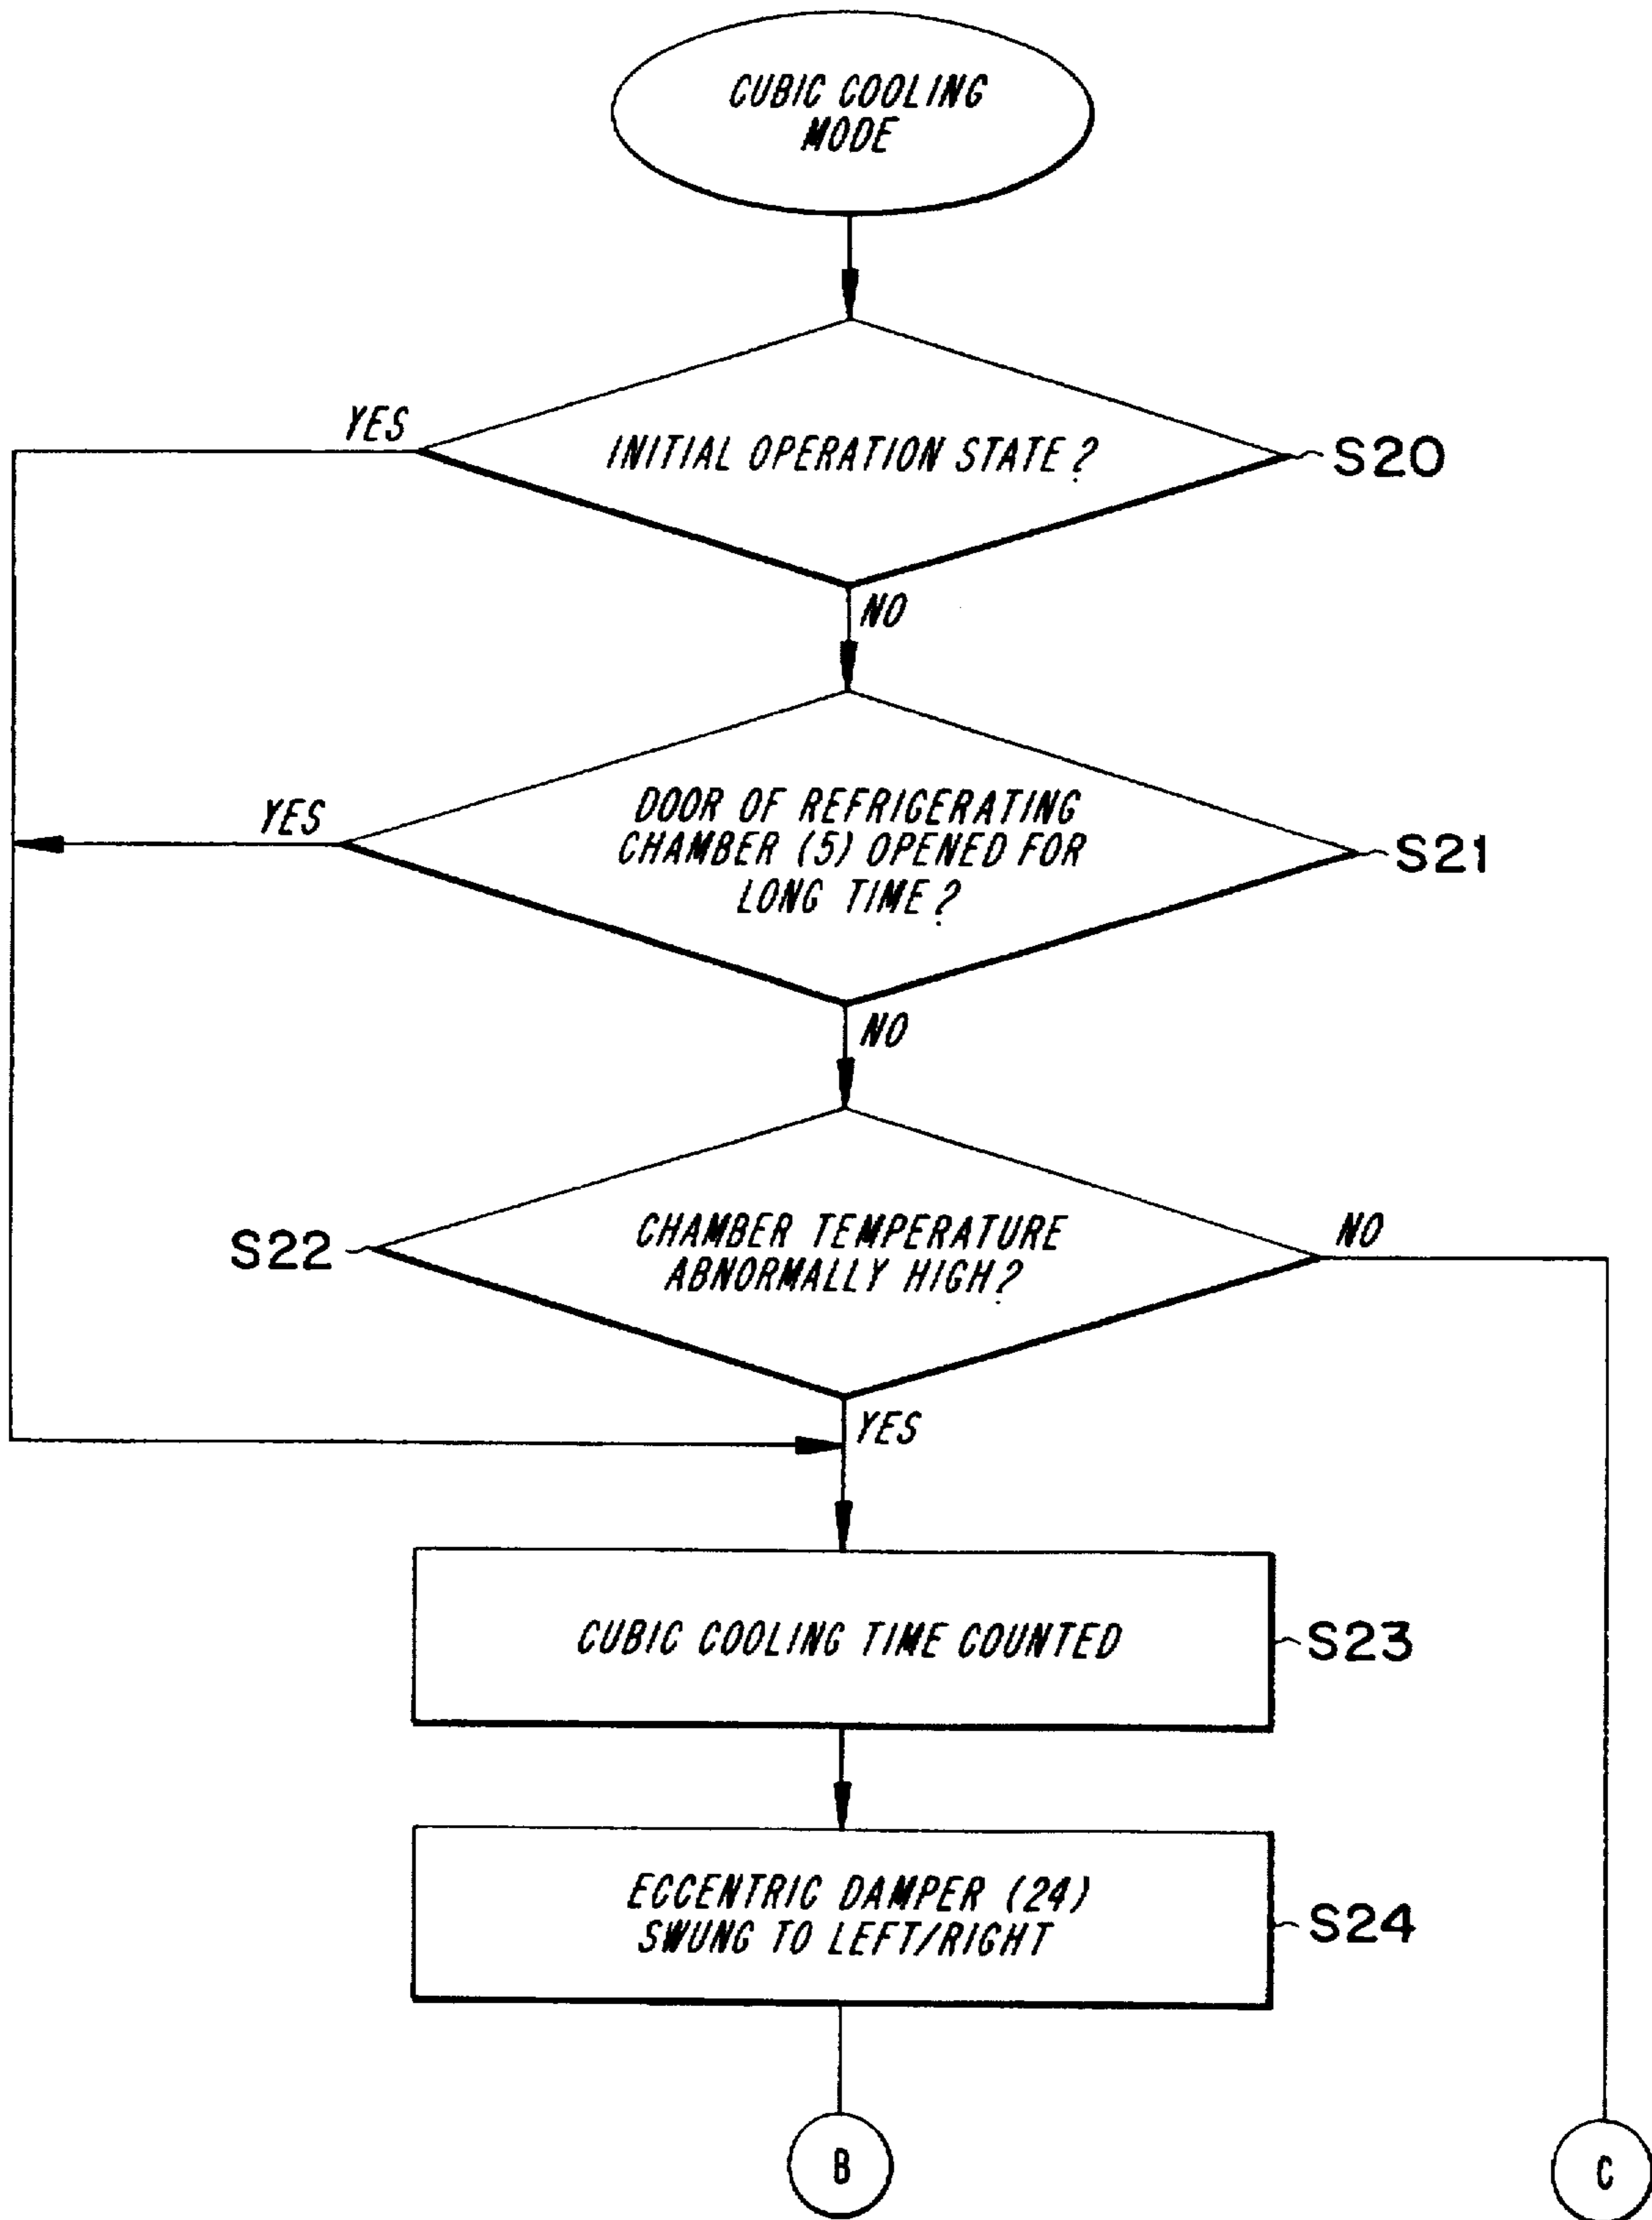 CUBIC COOLING
MODE
YES
INITIAL OPERATION STATE?
S20
NO
DOOR OF REFRIGERATING
CHAMBER (5) OPENED FOR
LONG TIME?
YES
S21
NO
S22
CHAMBER TEMPERATURE
ABNORMALLY HIGH?
NO
YES
CUBIC COOLING TIME COUNTED
S23
ECCENTRIC DAMPER (24)
SWUNG TO LEFT/RIGHT
S24
B
C